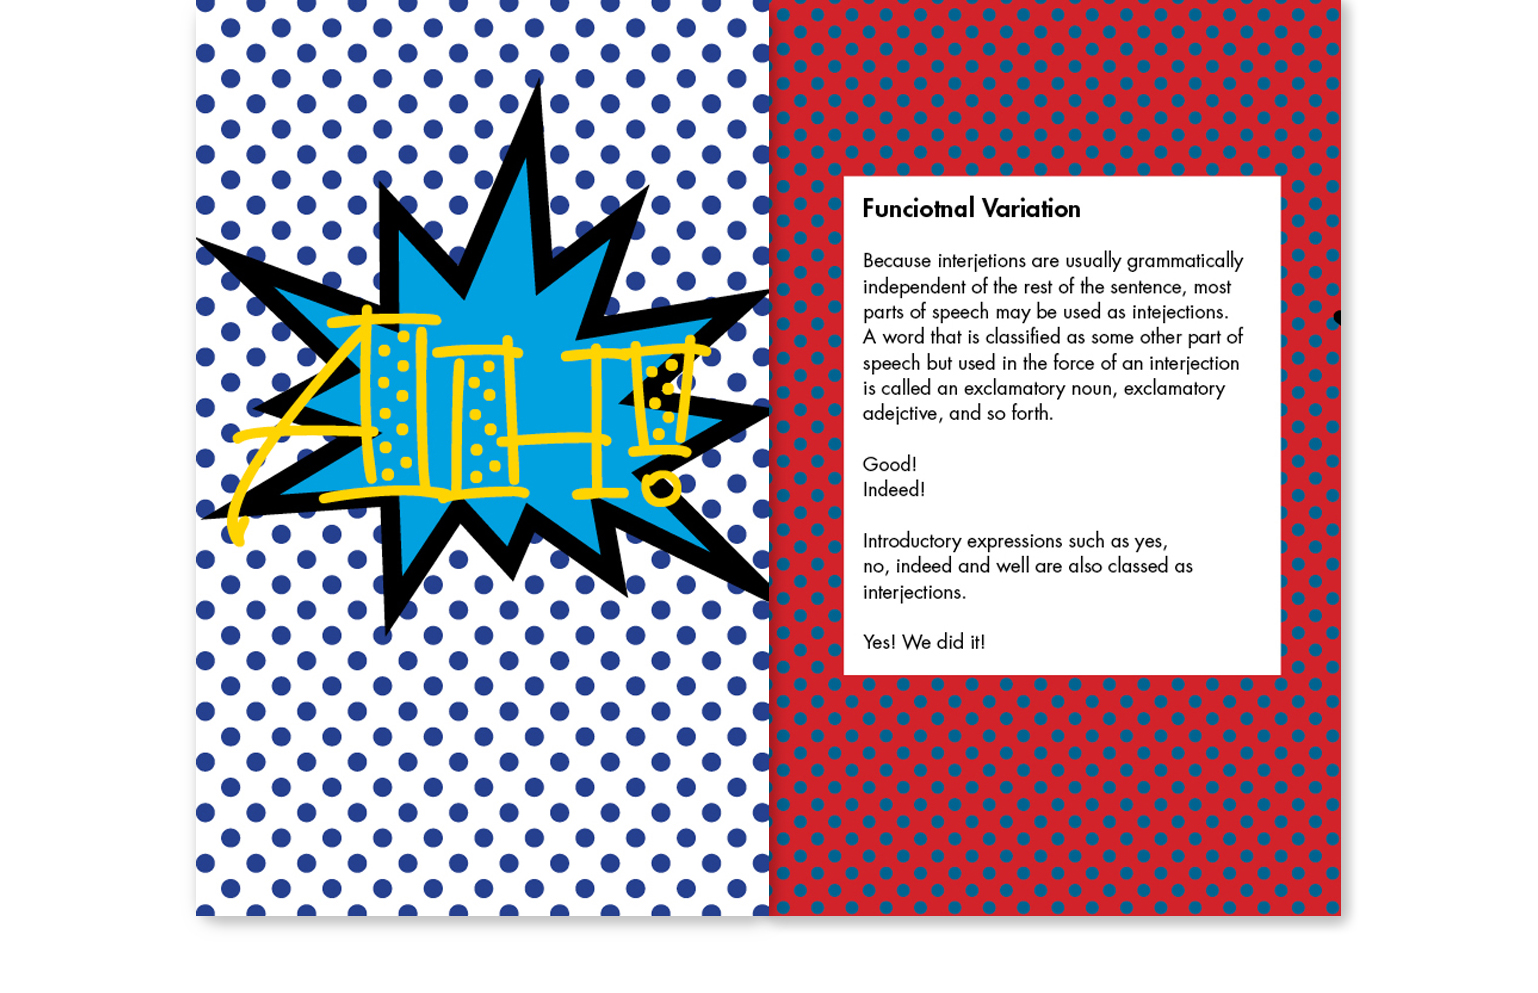 AH!
Funciotnal Variation
Because interjetions are usually grammatically
independent of the rest of the sentence, most
parts of speech may be used as intejections.
A word that is classified as some other part of
speech but used in the force of an interjection
is called an exclamatory noun, exclamatory
adejctive, and so forth.
Good!
Indeed!
Introductory expressions such as yes,
no, indeed and well are also classed as
interjections.
Yes! We did it!